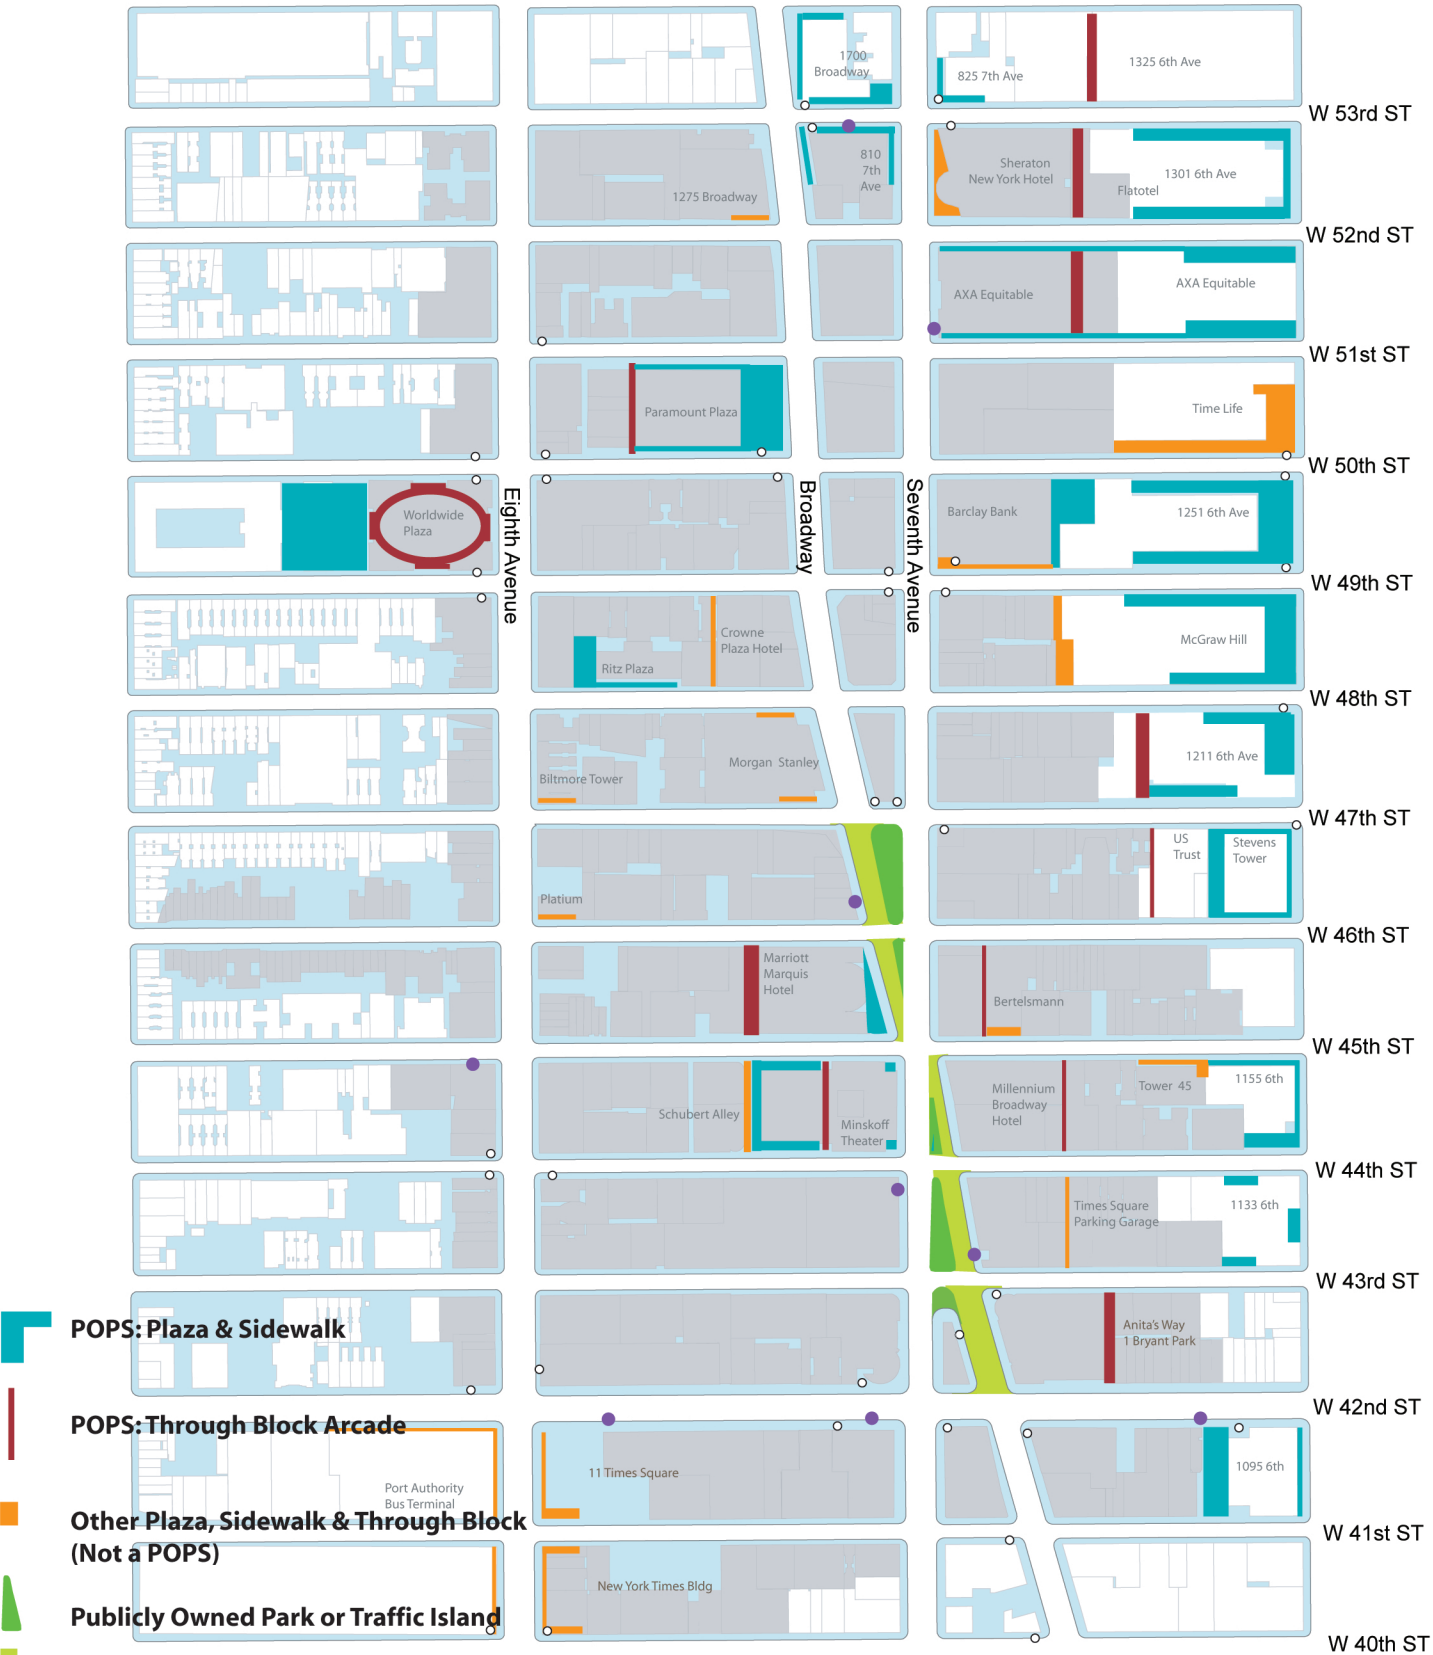 1700
Broadway
825 7th Ave
1325 6th Ave
W 53rd ST
1275 Broadway
810
7th
Ave
Sheraton
New York Hotel
Flatotel
1301 6th Ave
W 52nd ST
AXA Equitable
AXA Equitable
W 51st ST
Paramount Plaza
Time Life
W 50th ST
Worldwide
Plaza
Eighth Avenue
Broadway
Seventh Avenue
Barclay Bank
1251 6th Ave
W 49th ST
Ritz Plaza
Crowne
Plaza Hotel
McGraw Hill
W 48th ST
Biltmore Tower
Morgan Stanley
1211 6th Ave
W 47th ST
Platium
US
Trust
Stevens
Tower
W 46th ST
Marriott
Marquis
Hotel
Bertelsmann
W 45th ST
Schubert Alley
Minskoff
Theater
Millennium
Broadway
Hotel
Tower 45
1155 6th
W 44th ST
Times Square
Parking Garage
1133 6th
W 43rd ST
POPS: Plaza & Sidewalk
Anita's Way
1 Bryant Park
W 42nd ST
POPS: Through Block Arcade
Port Authority
Bus Terminal
11 Times Square
1095 6th
Other Plaza, Sidewalk & Through Block
(Not a POPS)
W 41st ST
New York Times Bldg
Publicly Owned Park or Traffic Island
W 40th ST